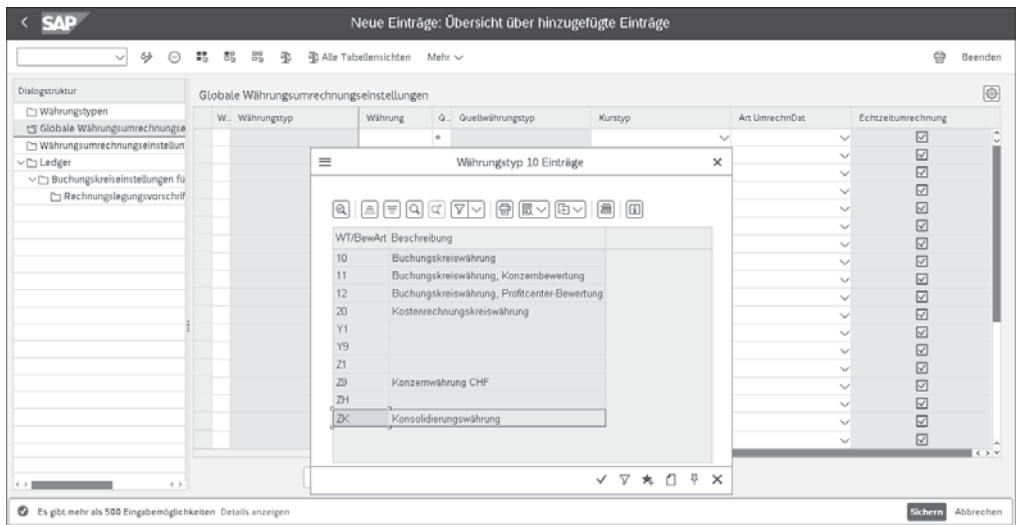 SAP Neue Einträge: Übersicht über hinzugefügte Einträge
Alle Tabellensichten Mehr Beenden
Dialogstruktur
Währungstypen
Globale Währungsumrechnungse
Währungsumrechnungseinstellun
Ledger
Buchungskreiseinstellungen fü
Rechnungslegungsvorschrif
Globale Währungsumrechnungseinstellungen
W.. Währungstyp Währung Q.. Quellwährungstyp Kurstyp Art UmrechnDat Echtzeitumrechnung
*
Währungstyp 10 Einträge
WT/BewArt Beschreibung
10 Buchungskreiswährung
11 Buchungskreiswährung, Konzernbewertung
12 Buchungskreiswährung, Profitcenter-Bewertung
20 Kostenrechnungskreiswährung
Y1
Y9
Z1
Z9 Konzernwährung CHF
ZH
ZK Konsolidierungswährung
Es gibt mehr als 500 Eingabemöglichkeiten Details anzeigen Sichern Abbrechen